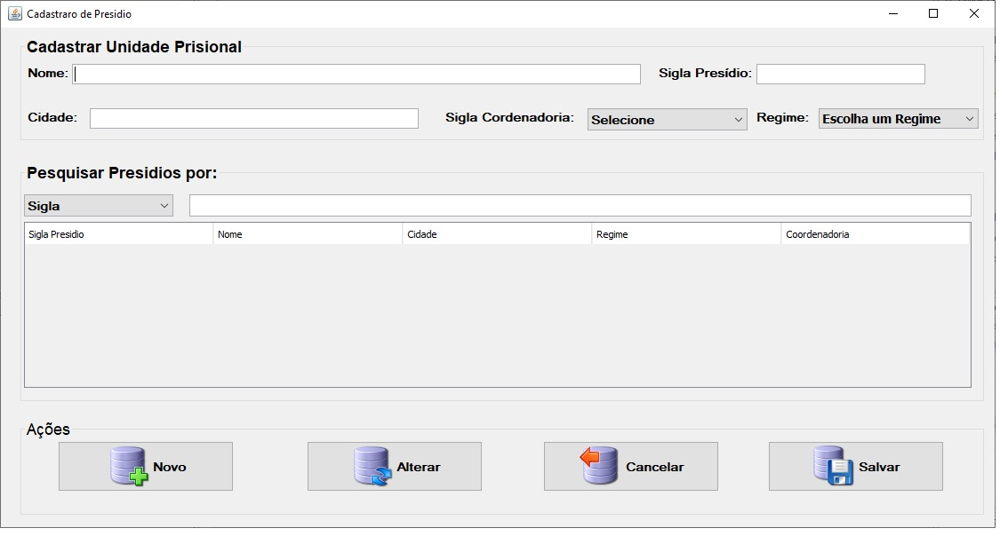 Cadastraro de Presidio
Cadastrar Unidade Prisional
Nome: Sigla Presídio:
Cidade: Sigla Cordenadoria: Selecione Regime: Escolha um Regime
Pesquisar Presidios por:
Sigla
Sigla Presidio Nome Cidade Regime Coordenadoria
Ações
Novo Alterar Cancelar Salvar